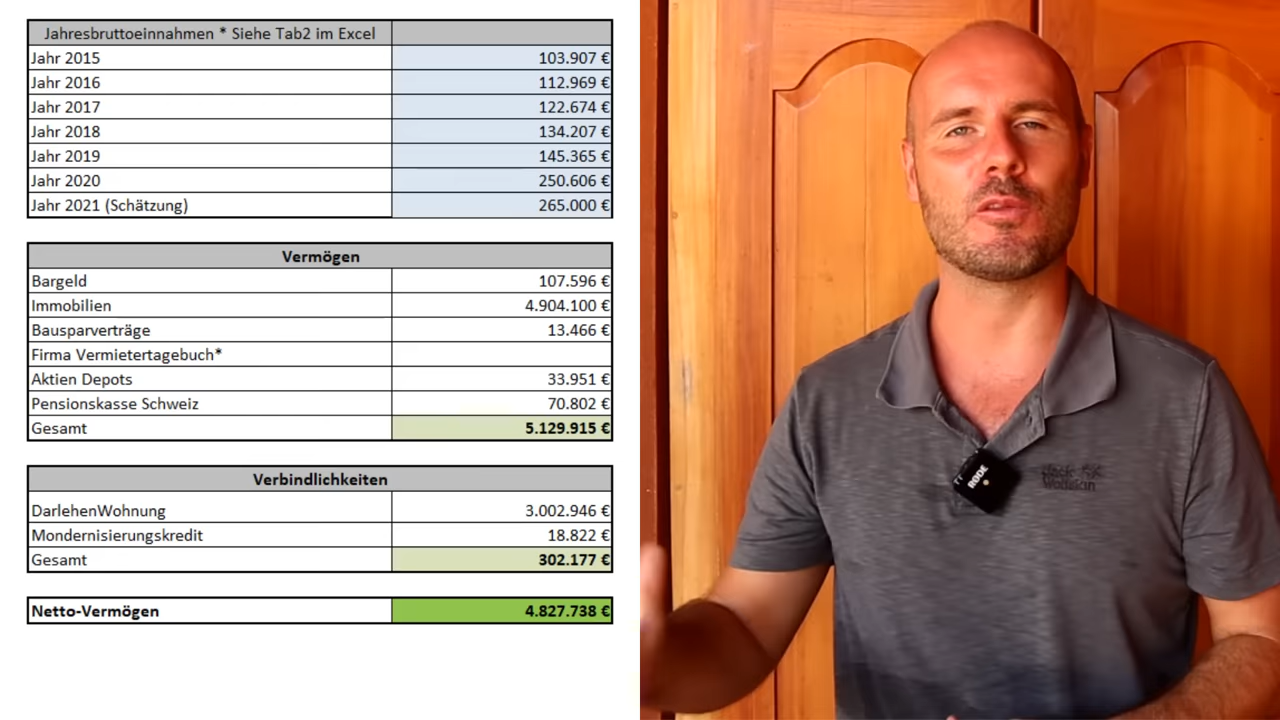 Jahresbruttoeinnahmen * Siehe Tab2 im Excel
Jahr 2015 103.907 €
Jahr 2016 112.969 €
Jahr 2017 122.674 €
Jahr 2018 134.207 €
Jahr 2019 145.365 €
Jahr 2020 250.606 €
Jahr 2021 (Schätzung) 265.000 €
Vermögen
Bargeld 107.596 €
Immobilien 4.904.100 €
Bausparverträge 13.466 €
Firma Vermietertagebuch*
Aktien Depots 33.951 €
Pensionskasse Schweiz 70.802 €
Gesamt 5.129.915 €
Verbindlichkeiten
DarlehenWohnung 3.002.946 €
Mondernisierungskredit 18.822 €
Gesamt 302.177 €
Netto-Vermögen 4.827.738 €
RØDE
Jack
Wolfskin